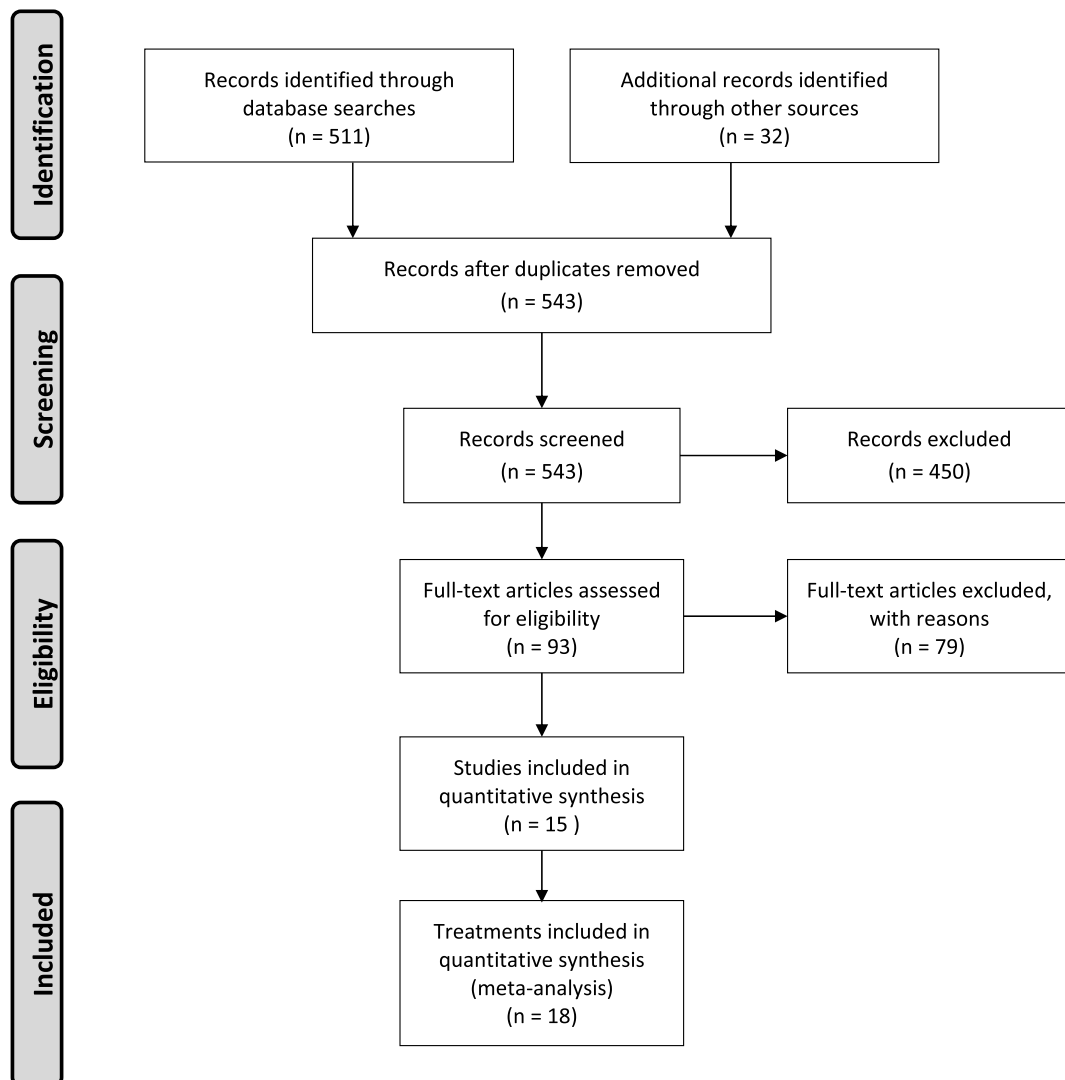 Identification
Records identified through
database searches
(n = 511)
Additional records identified
through other sources
(n = 32)
Records after duplicates removed
(n = 543)
Screening
Records screened
(n = 543)
Records excluded
(n = 450)
Eligibility
Full-text articles assessed
for eligibility
(n = 93)
Full-text articles excluded,
with reasons
(n = 79)
Studies included in
quantitative synthesis
(n = 15 )
Included
Treatments included in
quantitative synthesis
(meta-analysis)
(n = 18)